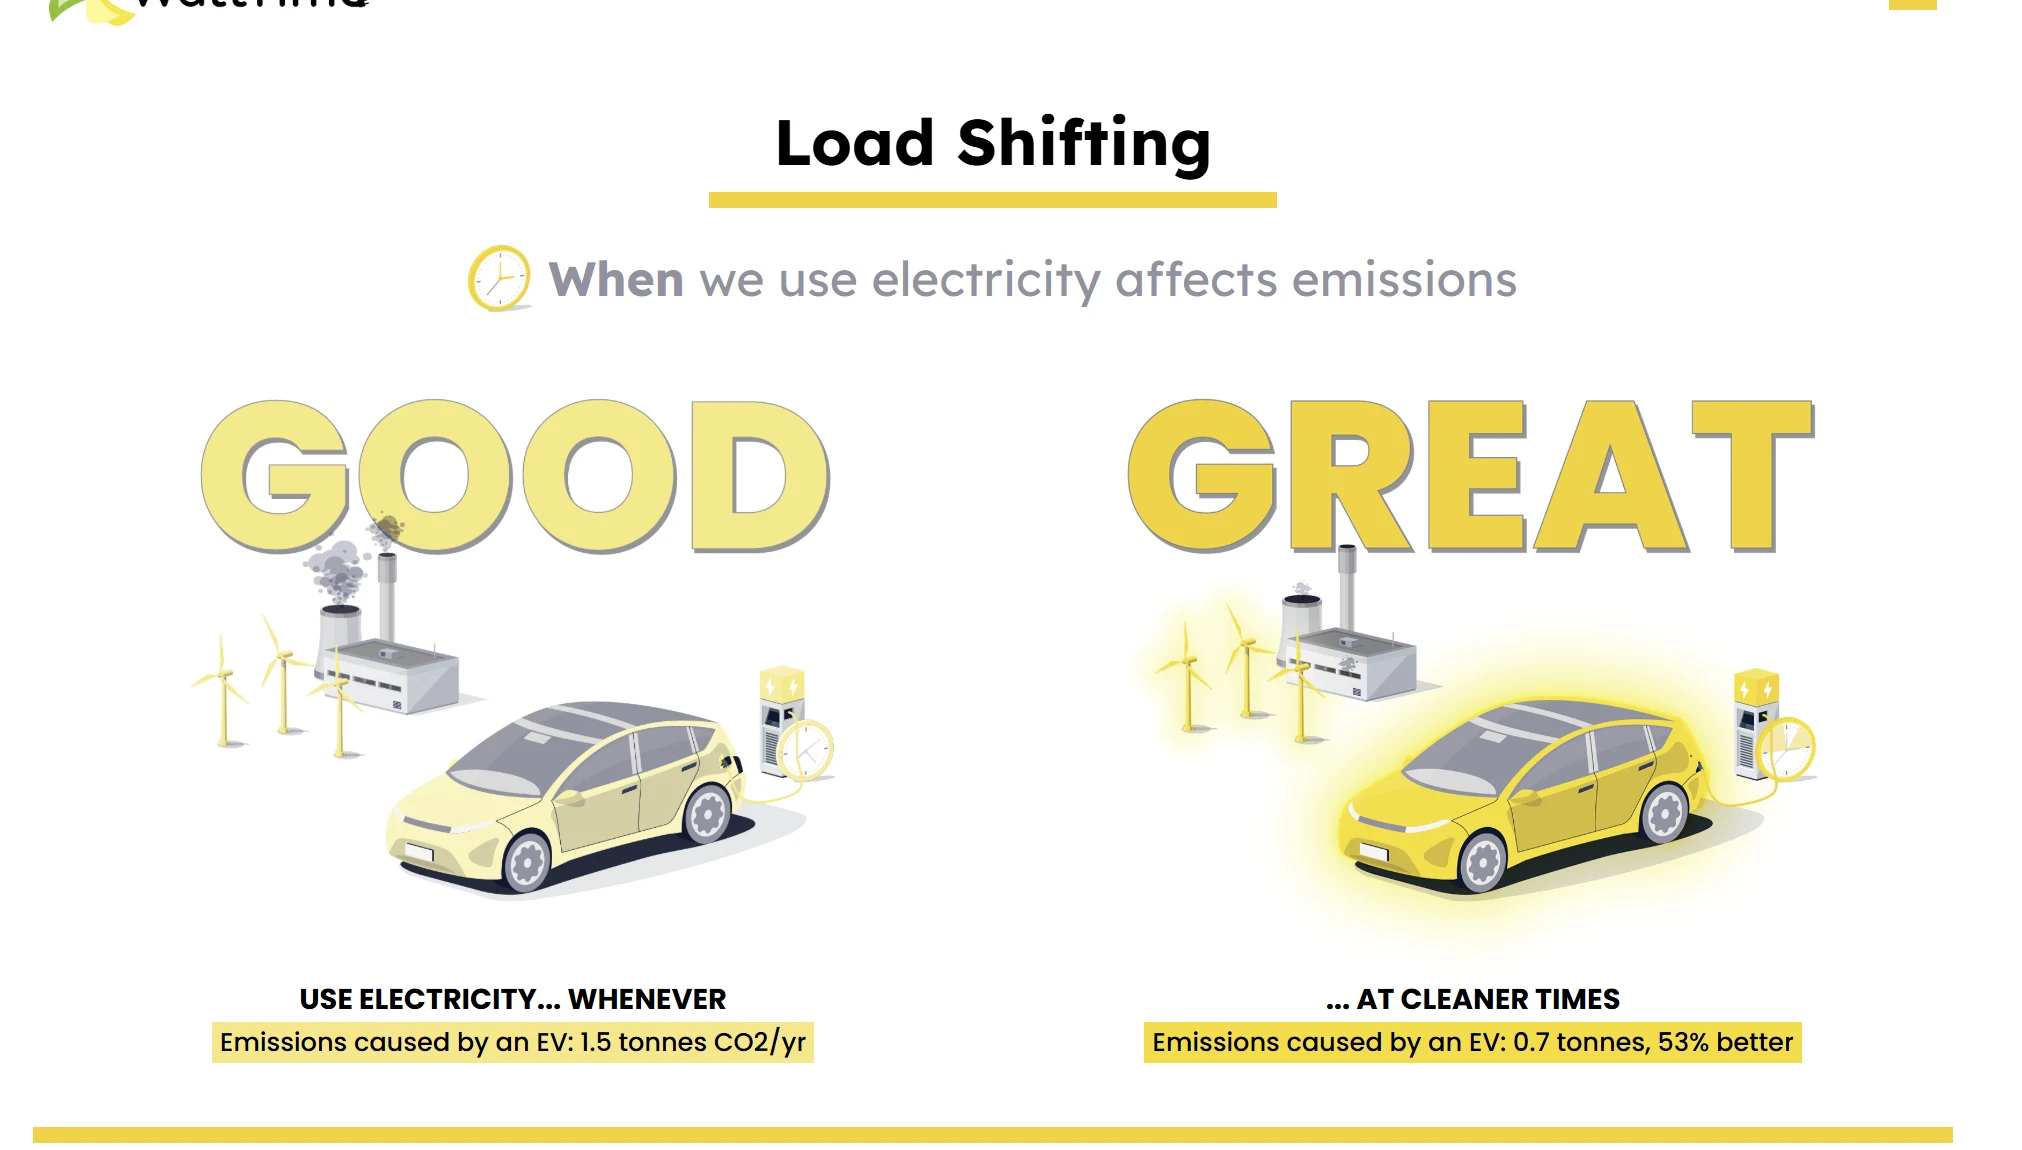 WattTime
Load Shifting
When we use electricity affects emissions
GOOD
GREAT
USE ELECTRICITY... WHENEVER
Emissions caused by an EV: 1.5 tonnes CO2/yr
... AT CLEANER TIMES
Emissions caused by an EV: 0.7 tonnes, 53% better